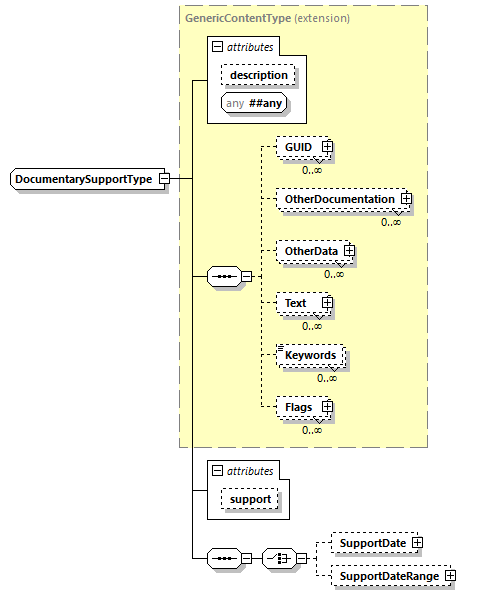 GenericContentType (extension)
attributes
description
any ##any
DocumentarySupportType
GUID
0..∞
OtherDocumentation
0..∞
OtherData
0..∞
Text
0..∞
Keywords
0..∞
Flags
0..∞
attributes
support
SupportDate
SupportDateRange